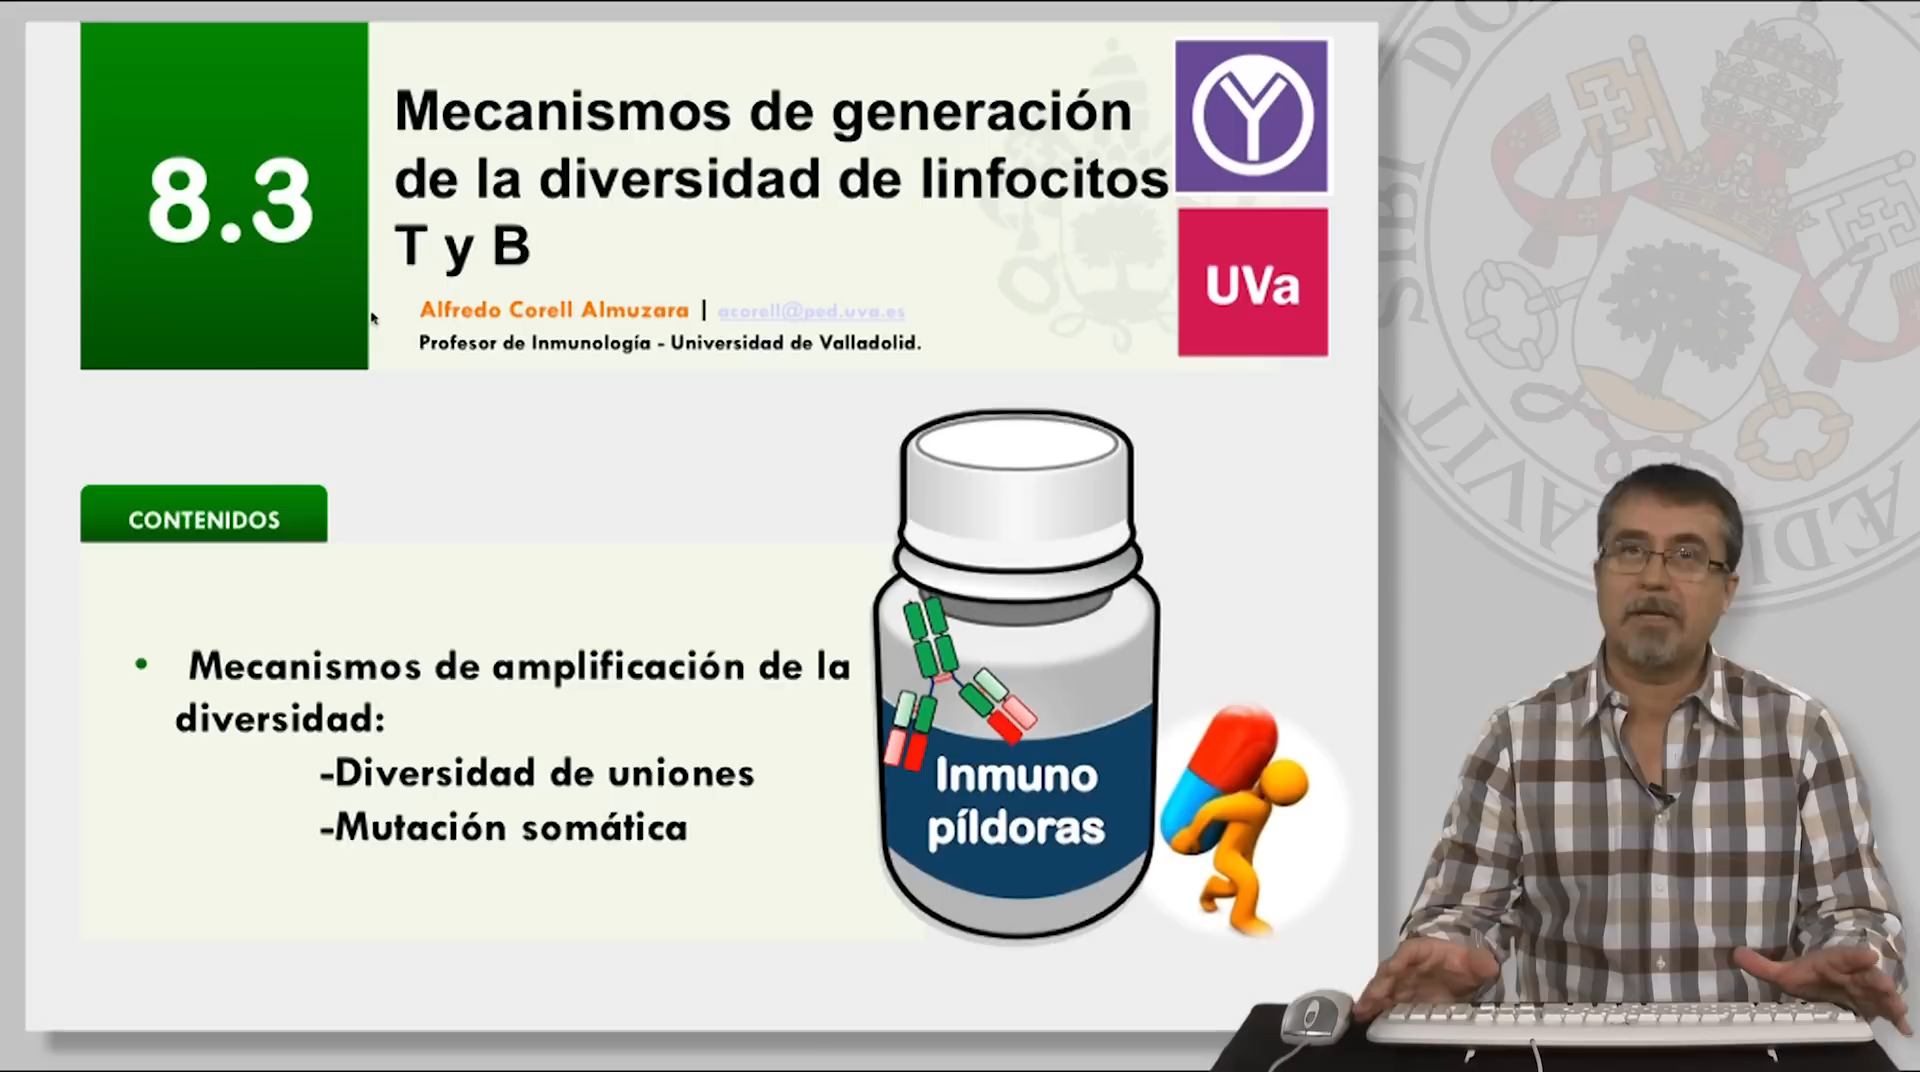 8.3
Mecanismos de generación
de la diversidad de linfocitos
T y B
Alfredo Corell Almuzara | acorell@ped.uva.es
Profesor de Inmunología - Universidad de Valladolid.
UVa
CONTENIDOS
• Mecanismos de amplificación de la
diversidad:
-Diversidad de uniones
-Mutación somática
Inmuno
píldoras